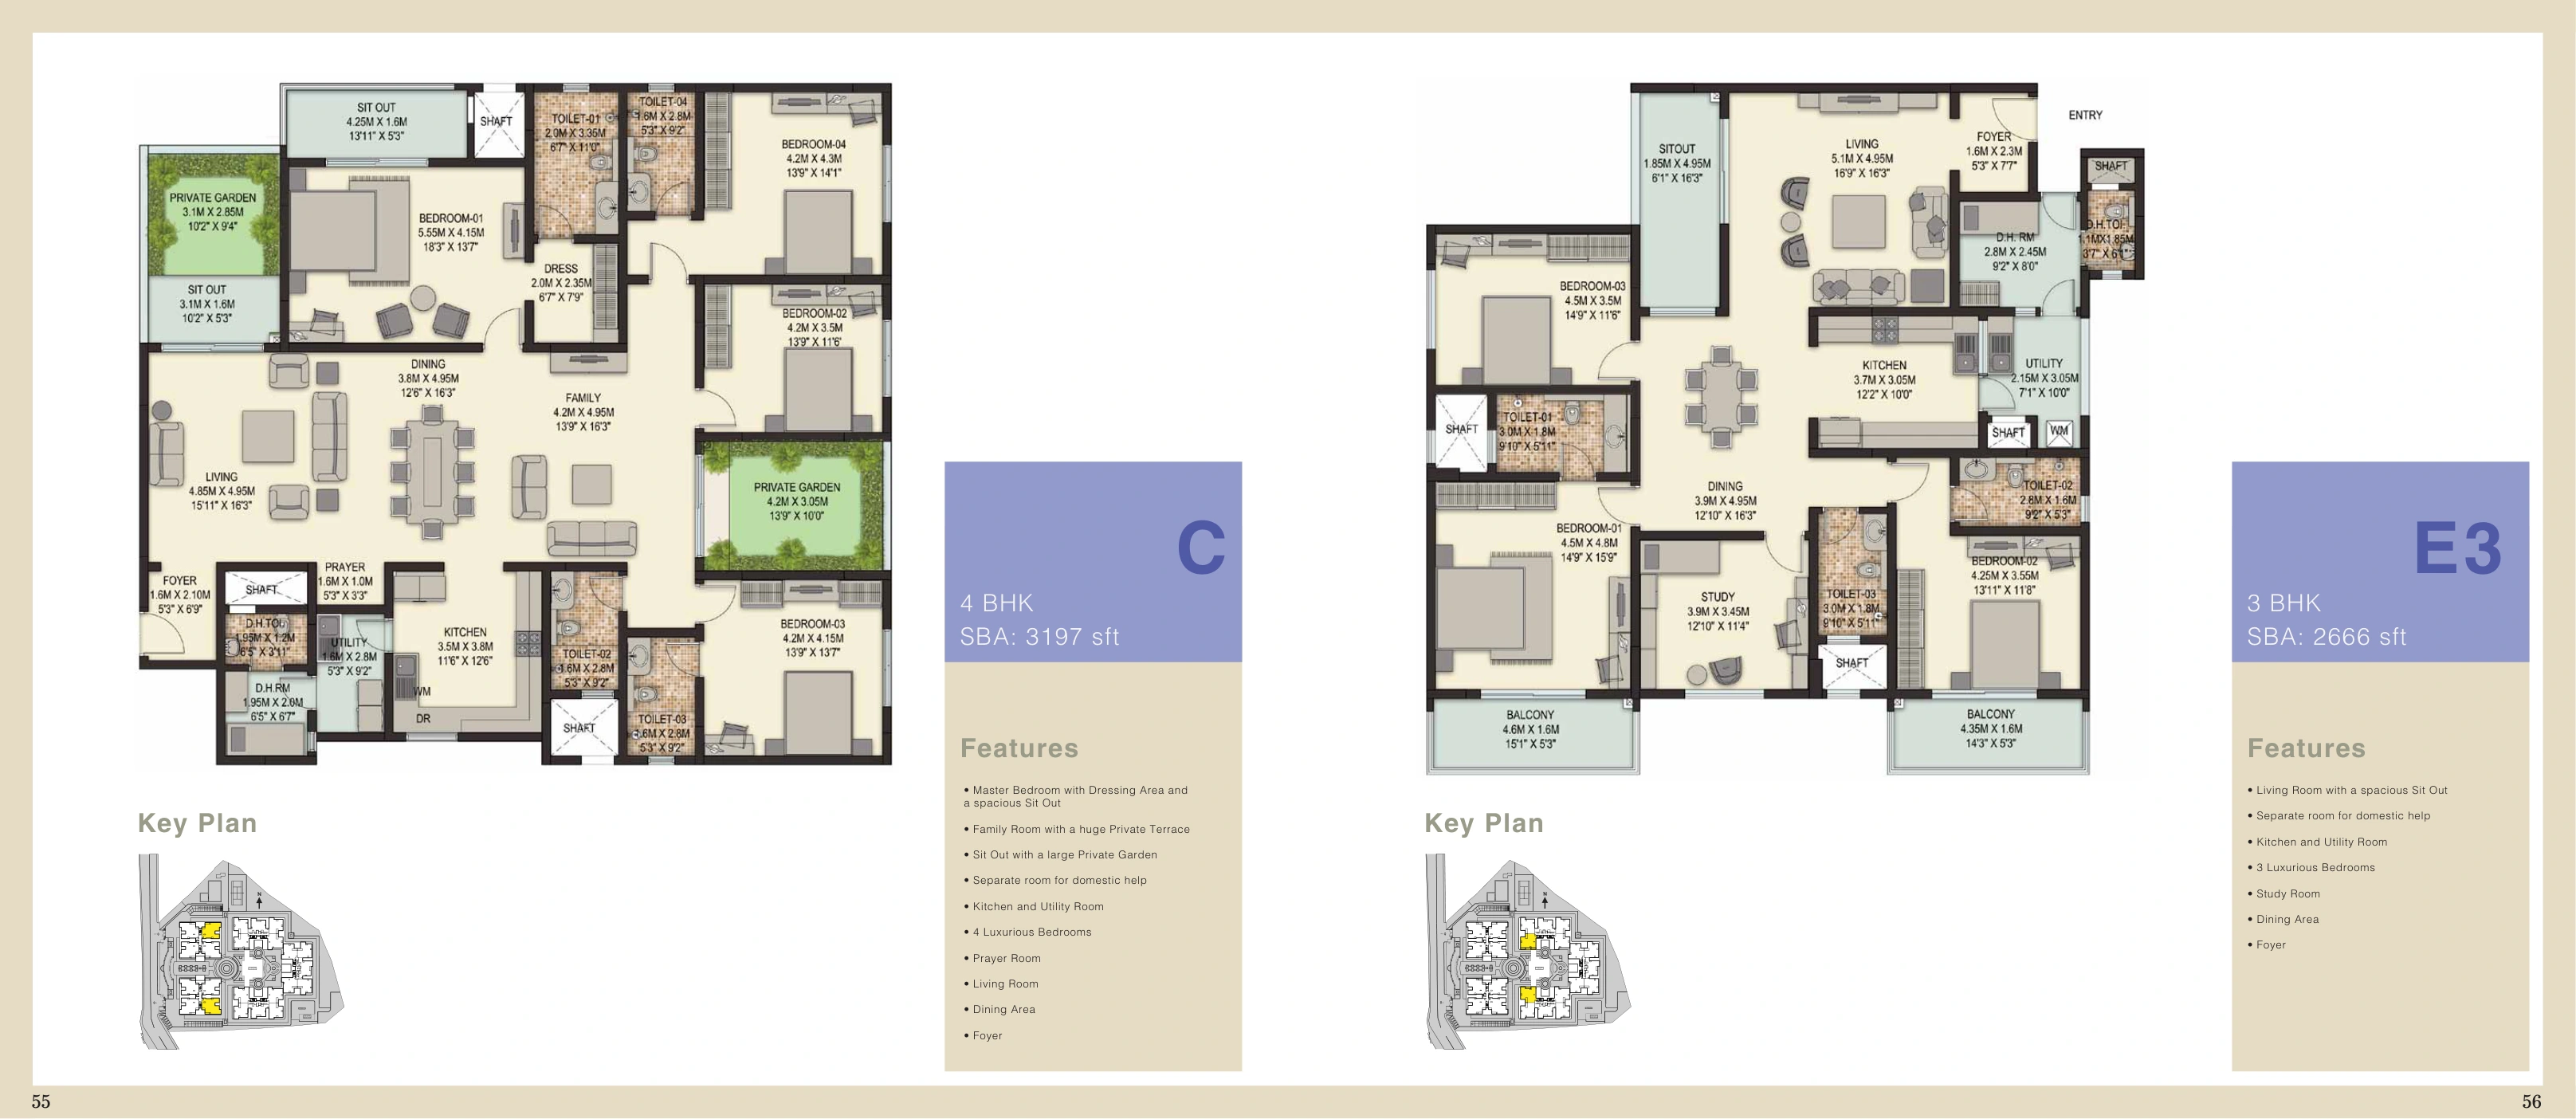 SIT OUT
4.25M X 1.6M
13'11" X 5'3"
SHAFT
TOILET-01
2.0M X 3.35M
6'7" X 11'0"
TOILET-04
1.6M X 2.8M
5'3" X 9'2"
BEDROOM-04
4.2M X 4.3M
13'9" X 14'1"
PRIVATE GARDEN
3.1M X 2.85M
10'2" X 9'4"
BEDROOM-01
5.55M X 4.15M
18'3" X 13'7"
SIT OUT
3.1M X 1.6M
10'2" X 5'3"
DRESS
2.0M X 2.35M
6'7" X 7'9"
BEDROOM-02
4.2M X 3.5M
13'9" X 11'6'
DINING
3.8M X 4.95M
12'6" X 16'3"
FAMILY
4.2M X 4.95M
13'9" X 16'3"
LIVING
4.85M X 4.95M
15'11" X 16'3"
PRIVATE GARDEN
4.2M X 3.05M
13'9" X 10'0"
FOYER
1.6M X 2.10M
5'3" X 6'9"
SHAFT
PRAYER
1.6M X 1.0M
5'3" X 3'3"
D.H.TOI.
1.95M X 1.2M
6'5" X 3'11"
UTILITY
1.6M X 2.8M
5'3" X 9'2"
KITCHEN
3.5M X 3.8M
11'6" X 12'6"
WM
DR
D.H.RM
1.95M X 2.0M
6'5" X 6'7"
TOILET-02
1.6M X 2.8M
5'3" X 9'2"
SHAFT
TOILET-03
1.6M X 2.8M
5'3" X 9'2"
BEDROOM-03
4.2M X 4.15M
13'9" X 13'7"
C
4 BHK
SBA: 3197 sft
Features
• Master Bedroom with Dressing Area and
a spacious Sit Out
• Family Room with a huge Private Terrace
• Sit Out with a large Private Garden
• Separate room for domestic help
• Kitchen and Utility Room
• 4 Luxurious Bedrooms
• Prayer Room
• Living Room
• Dining Area
• Foyer
Key Plan
N
55
SITOUT
1.85M X 4.95M
6'1" X 16'3"
LIVING
5.1M X 4.95M
16'9" X 16'3"
FOYER
1.6M X 2.3M
5'3" X 7'7"
ENTRY
SHAFT
D.H.TOI.
1.1MX1.85M
3'7" X 6'1"
D.H. RM
2.8M X 2.45M
9'2" X 8'0"
BEDROOM-03
4.5M X 3.5M
14'9" X 11'6"
KITCHEN
3.7M X 3.05M
12'2" X 10'0"
UTILITY
2.15M X 3.05M
7'1" X 10'0"
SHAFT
WM
SHAFT
TOILET-01
3.0M X 1.8M
9'10" X 5'11"
DINING
3.9M X 4.95M
12'10" X 16'3"
TOILET-02
2.8M X 1.6M
9'2" X 5'3"
BEDROOM-01
4.5M X 4.8M
14'9" X 15'9"
STUDY
3.9M X 3.45M
12'10" X 11'4"
TOILET-03
3.0M X 1.8M
9'10" X 5'11"
SHAFT
BEDROOM-02
4.25M X 3.55M
13'11" X 11'8"
BALCONY
4.6M X 1.6M
15'1" X 5'3"
BALCONY
4.35M X 1.6M
14'3" X 5'3"
E3
3 BHK
SBA: 2666 sft
Features
• Living Room with a spacious Sit Out
• Separate room for domestic help
• Kitchen and Utility Room
• 3 Luxurious Bedrooms
• Study Room
• Dining Area
• Foyer
Key Plan
N
56